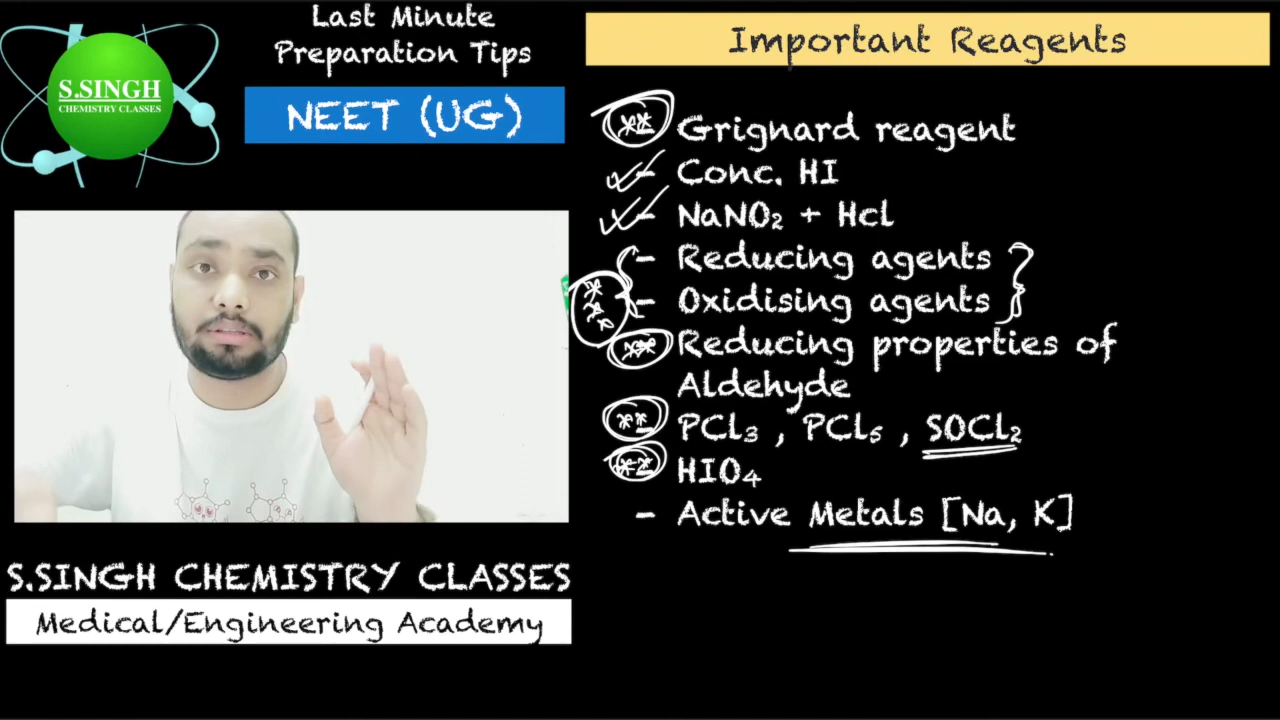 Last Minute
Preparation Tips
NEET (UG)
S.SINGH
CHEMISTRY CLASSES
Important Reagents
** Grignard reagent
- Conc. HI
- NaNO₂ + Hcl
- Reducing agents
- Oxidising agents
** Reducing properties of
Aldehyde
** PCl₃ , PCl₅ , SOCl₂
** HIO₄
- Active Metals [Na, K]
S.SINGH CHEMISTRY CLASSES
Medical/Engineering Academy